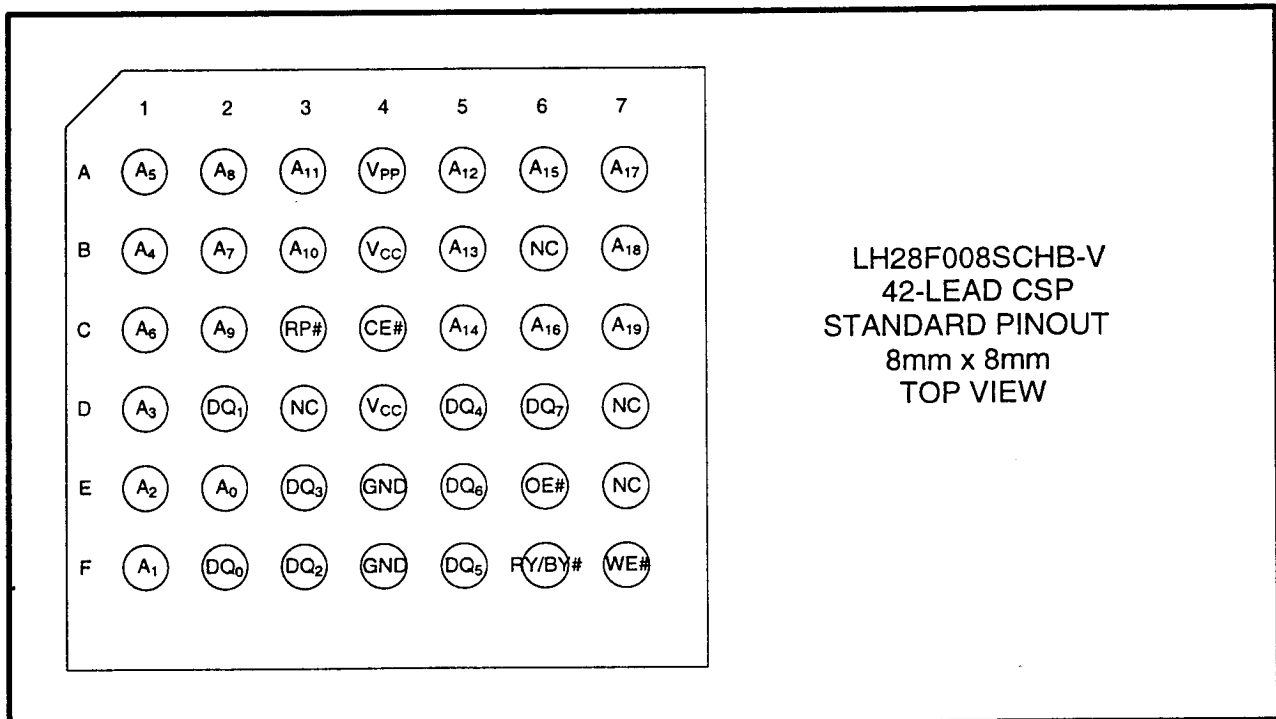 1 2 3 4 5 6 7
A A5 A8 A11 VPP A12 A15 A17
B A4 A7 A10 VCC A13 NC A18
C A6 A9 RP# CE# A14 A16 A19
D A3 DQ1 NC VCC DQ4 DQ7 NC
E A2 A0 DQ3 GND DQ6 OE# NC
F A1 DQ0 DQ2 GND DQ5 RY/BY# WE#
LH28F008SCHB-V
42-LEAD CSP
STANDARD PINOUT
8mm x 8mm
TOP VIEW